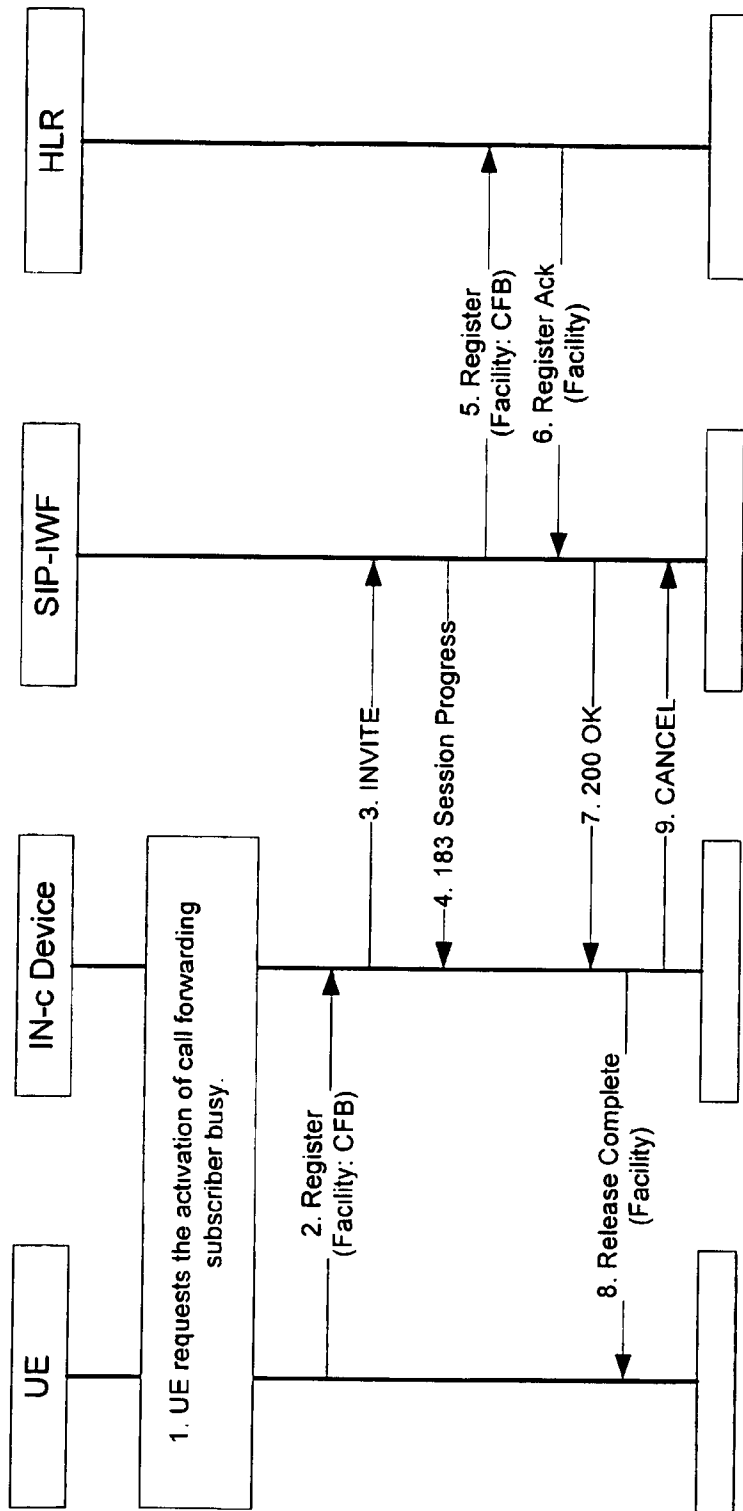 UE
IN-c Device
SIP-IWF
HLR
1. UE requests the activation of call forwarding
subscriber busy.
2. Register
(Facility: CFB)
3. INVITE
4. 183 Session Progress
5. Register
(Facility: CFB)
6. Register Ack
(Facility)
7. 200 OK
8. Release Complete
(Facility)
9. CANCEL